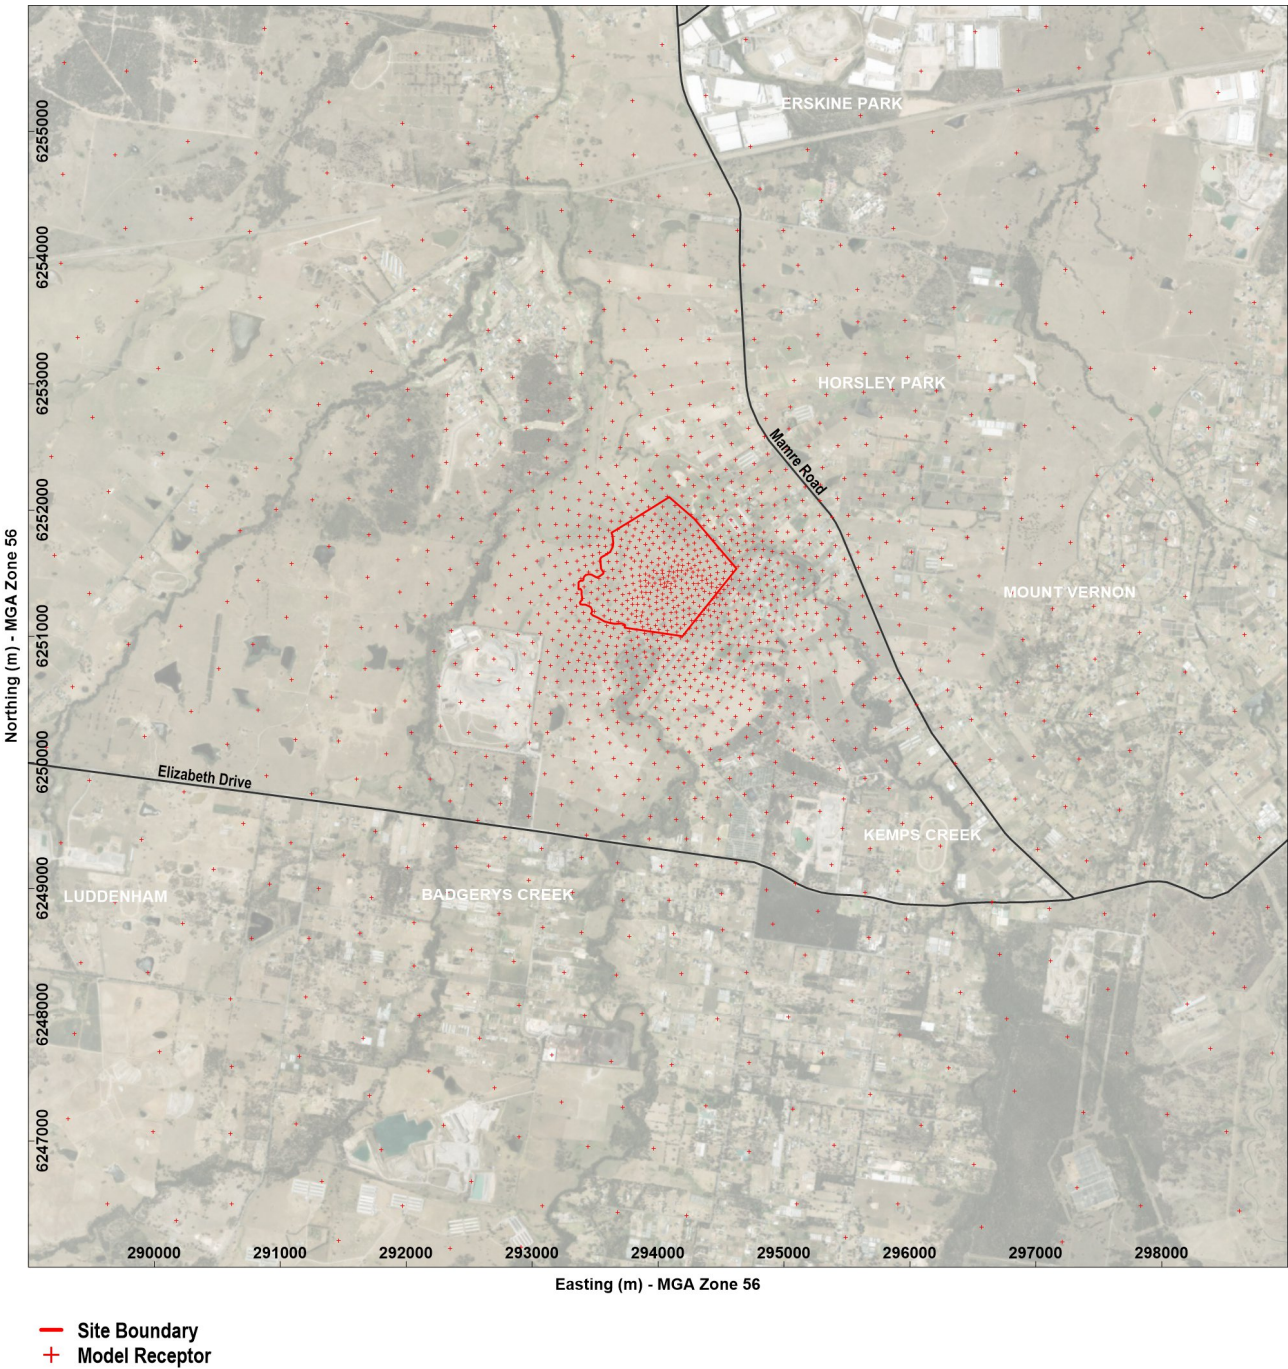 ERSKINE PARK
HORSLEY PARK
Mamre Road
MOUNT VERNON
Elizabeth Drive
KEMPS CREEK
LUDDENHAM
BADGERYS CREEK
6255000
6254000
6253000
6252000
6251000
6250000
6249000
6248000
6247000
Northing (m) - MGA Zone 56
290000 291000 292000 293000 294000 295000 296000 297000 298000
Easting (m) - MGA Zone 56
Site Boundary
Model Receptor